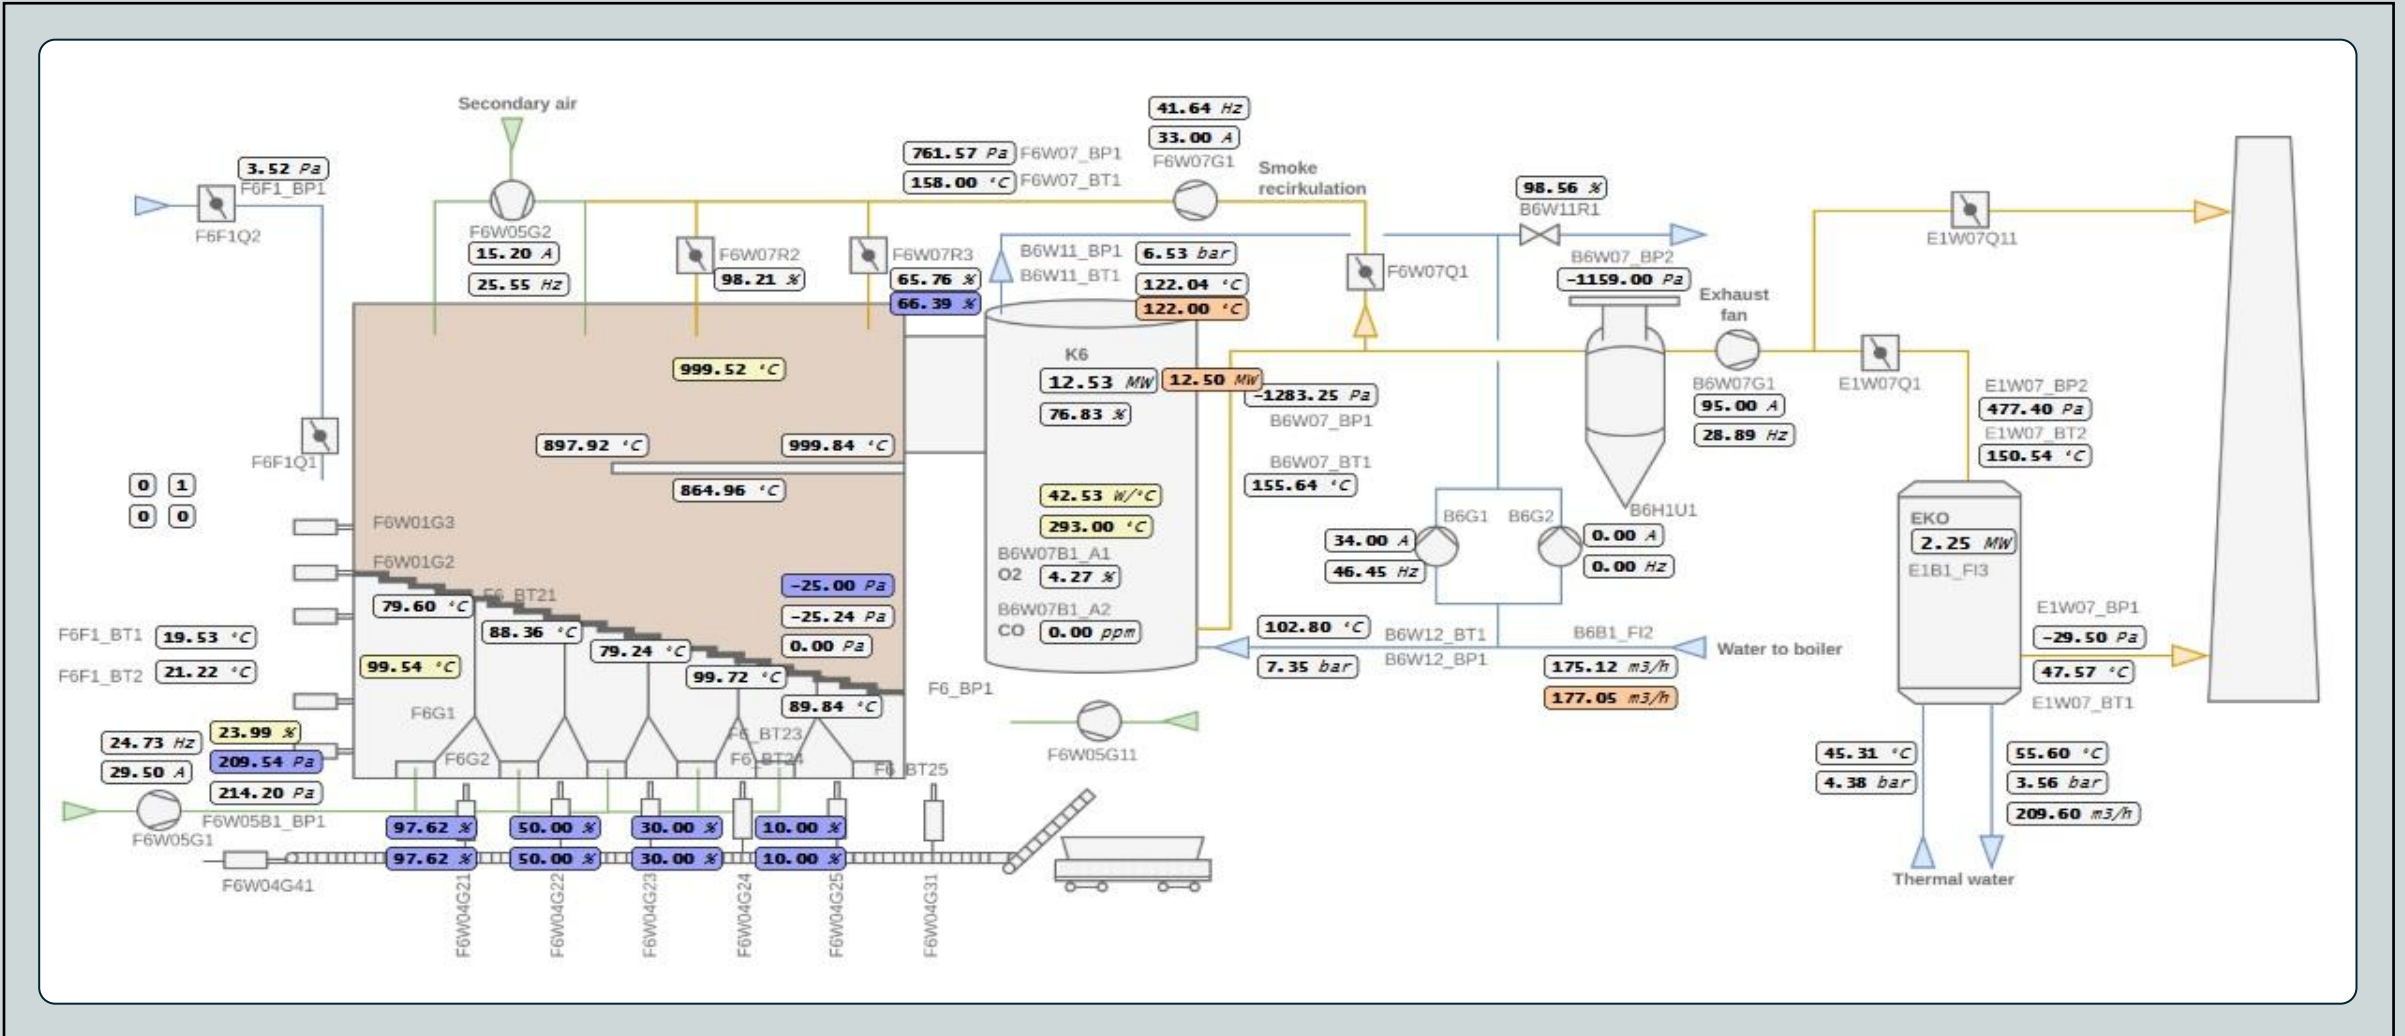 Secondary air
41.64 Hz
33.00 A
F6W07G1
761.57 Pa F6W07_BP1
158.00 °C F6W07_BT1
Smoke
recirkulation
3.52 Pa
F6F1_BP1
F6F1Q2
98.56 %
B6W11R1
E1W07Q11
F6W05G2
15.20 A
25.55 Hz
F6W07R2
98.21 %
F6W07R3
65.76 %
66.39 %
B6W11_BP1 6.53 bar
B6W11_BT1 122.04 °C
122.00 °C
F6W07Q1
B6W07_BP2
-1159.00 Pa
Exhaust
fan
B6W07G1
95.00 A
28.89 Hz
E1W07Q1
E1W07_BP2
477.40 Pa
E1W07_BT2
150.54 °C
999.52 °C
K6
12.53 MW 12.50 MW
76.83 %
-1283.25 Pa
B6W07_BP1
B6W07_BT1
155.64 °C
897.92 °C 999.84 °C
864.96 °C
F6F1Q1
0 1
0 0
42.53 W/°C
293.00 °C
B6W07B1_A1
O2 4.27 %
B6W07B1_A2
CO 0.00 ppm
F6W01G3
F6W01G2
B6G1 B6G2
34.00 A
46.45 Hz
0.00 A
0.00 Hz
B6H1U1
EKO
2.25 MW
E1B1_FI3
F6_BT21
79.60 °C
88.36 °C
79.24 °C
99.72 °C
89.84 °C
-25.00 Pa
-25.24 Pa
0.00 Pa
F6F1_BT1 19.53 °C
F6F1_BT2 21.22 °C
99.54 °C
102.80 °C B6W12_BT1
7.35 bar B6W12_BP1
B6B1_FI2
175.12 m3/h
177.05 m3/h
Water to boiler
E1W07_BP1
-29.50 Pa
47.57 °C
E1W07_BT1
F6_BP1
F6G1
F6G2
F6_BT23
F6_BT24
F6_BT25
F6W05G11
24.73 Hz
29.50 A
23.99 %
209.54 Pa
214.20 Pa
F6W05B1_BP1
F6W05G1
45.31 °C
4.38 bar
55.60 °C
3.56 bar
209.60 m3/h
Thermal water
97.62 % 50.00 % 30.00 % 10.00 %
97.62 % 50.00 % 30.00 % 10.00 %
F6W04G41
F6W04G21
F6W04G22
F6W04G23
F6W04G24
F6W04G25
F6W04G31